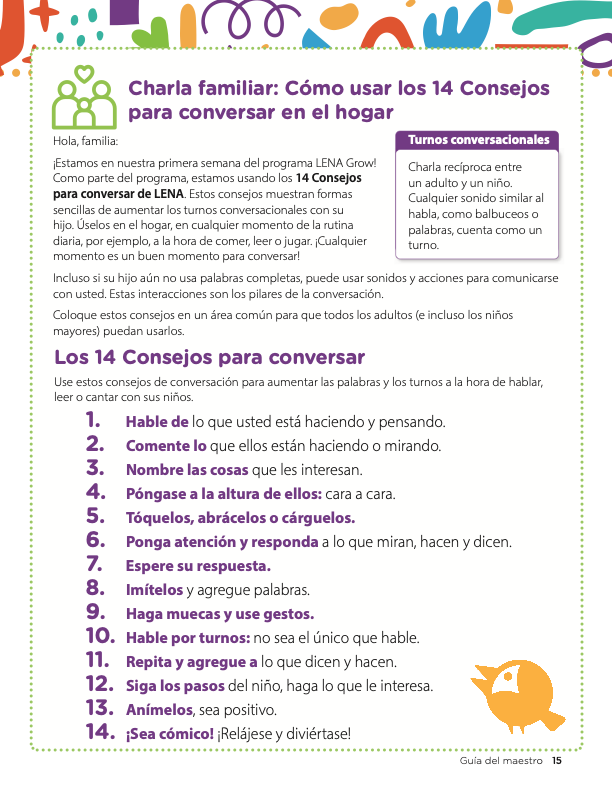 Charla familiar: Cómo usar los 14 Consejos
para conversar en el hogar
Hola, familia:
¡Estamos en nuestra primera semana del programa LENA Grow!
Como parte del programa, estamos usando los 14 Consejos
para conversar de LENA. Estos consejos muestran formas
sencillas de aumentar los turnos conversacionales con su
hijo. Úselos en el hogar, en cualquier momento de la rutina
diaria, por ejemplo, a la hora de comer, leer o jugar. ¡Cualquier
momento es un buen momento para conversar!
Turnos conversacionales
Charla recíproca entre
un adulto y un niño.
Cualquier sonido similar al
habla, como balbuceos o
palabras, cuenta como un
turno.
Incluso si su hijo aún no usa palabras completas, puede usar sonidos y acciones para comunicarse
con usted. Estas interacciones son los pilares de la conversación.
Coloque estos consejos en un área común para que todos los adultos (e incluso los niños
mayores) puedan usarlos.
Los 14 Consejos para conversar
Use estos consejos de conversación para aumentar las palabras y los turnos a la hora de hablar,
leer o cantar con sus niños.
1. Hable de lo que usted está haciendo y pensando.
2. Comente lo que ellos están haciendo o mirando.
3. Nombre las cosas que les interesan.
4. Póngase a la altura de ellos: cara a cara.
5. Tóquelos, abrácelos o cárguelos.
6. Ponga atención y responda a lo que miran, hacen y dicen.
7. Espere su respuesta.
8. Imítelos y agregue palabras.
9. Haga muecas y use gestos.
10. Hable por turnos: no sea el único que hable.
11. Repita y agregue a lo que dicen y hacen.
12. Siga los pasos del niño, haga lo que le interesa.
13. Anímelos, sea positivo.
14. ¡Sea cómico! ¡Relájese y diviértase!
Guía del maestro 15